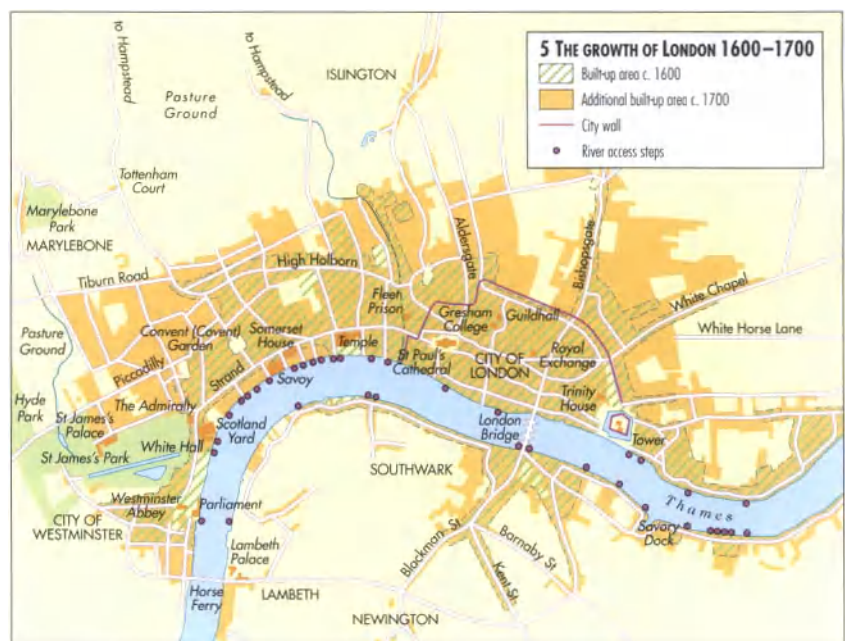 5 THE GROWTH OF LONDON 1600–1700
Built-up area c. 1600
Additional built-up area c. 1700
City wall
River access steps
to Hampstead
to Hampstead
ISLINGTON
Pasture
Ground
Tottenham
Court
Marylebone
Park
MARYLEBONE
Tiburn Road
High Holborn
Aldersgate
Bishopsgate
White Chapel
White Horse Lane
Fleet
Prison
Gresham
College
Guildhall
Pasture
Ground
Convent (Covent)
Garden
Somerset
House
Temple
St Paul's
Cathedral
CITY OF
LONDON
Royal
Exchange
Piccadilly
Strand
Savoy
Trinity
House
Hyde
Park
St James's
Palace
The Admiralty
Scotland
Yard
London
Bridge
Tower
St James's Park
White Hall
SOUTHWARK
Westminster
Abbey
Parliament
Thames
CITY OF
WESTMINSTER
Savory
Dock
Lambeth
Palace
Blackman St
Barnaby St
Kent St
Horse
Ferry
LAMBETH
NEWINGTON